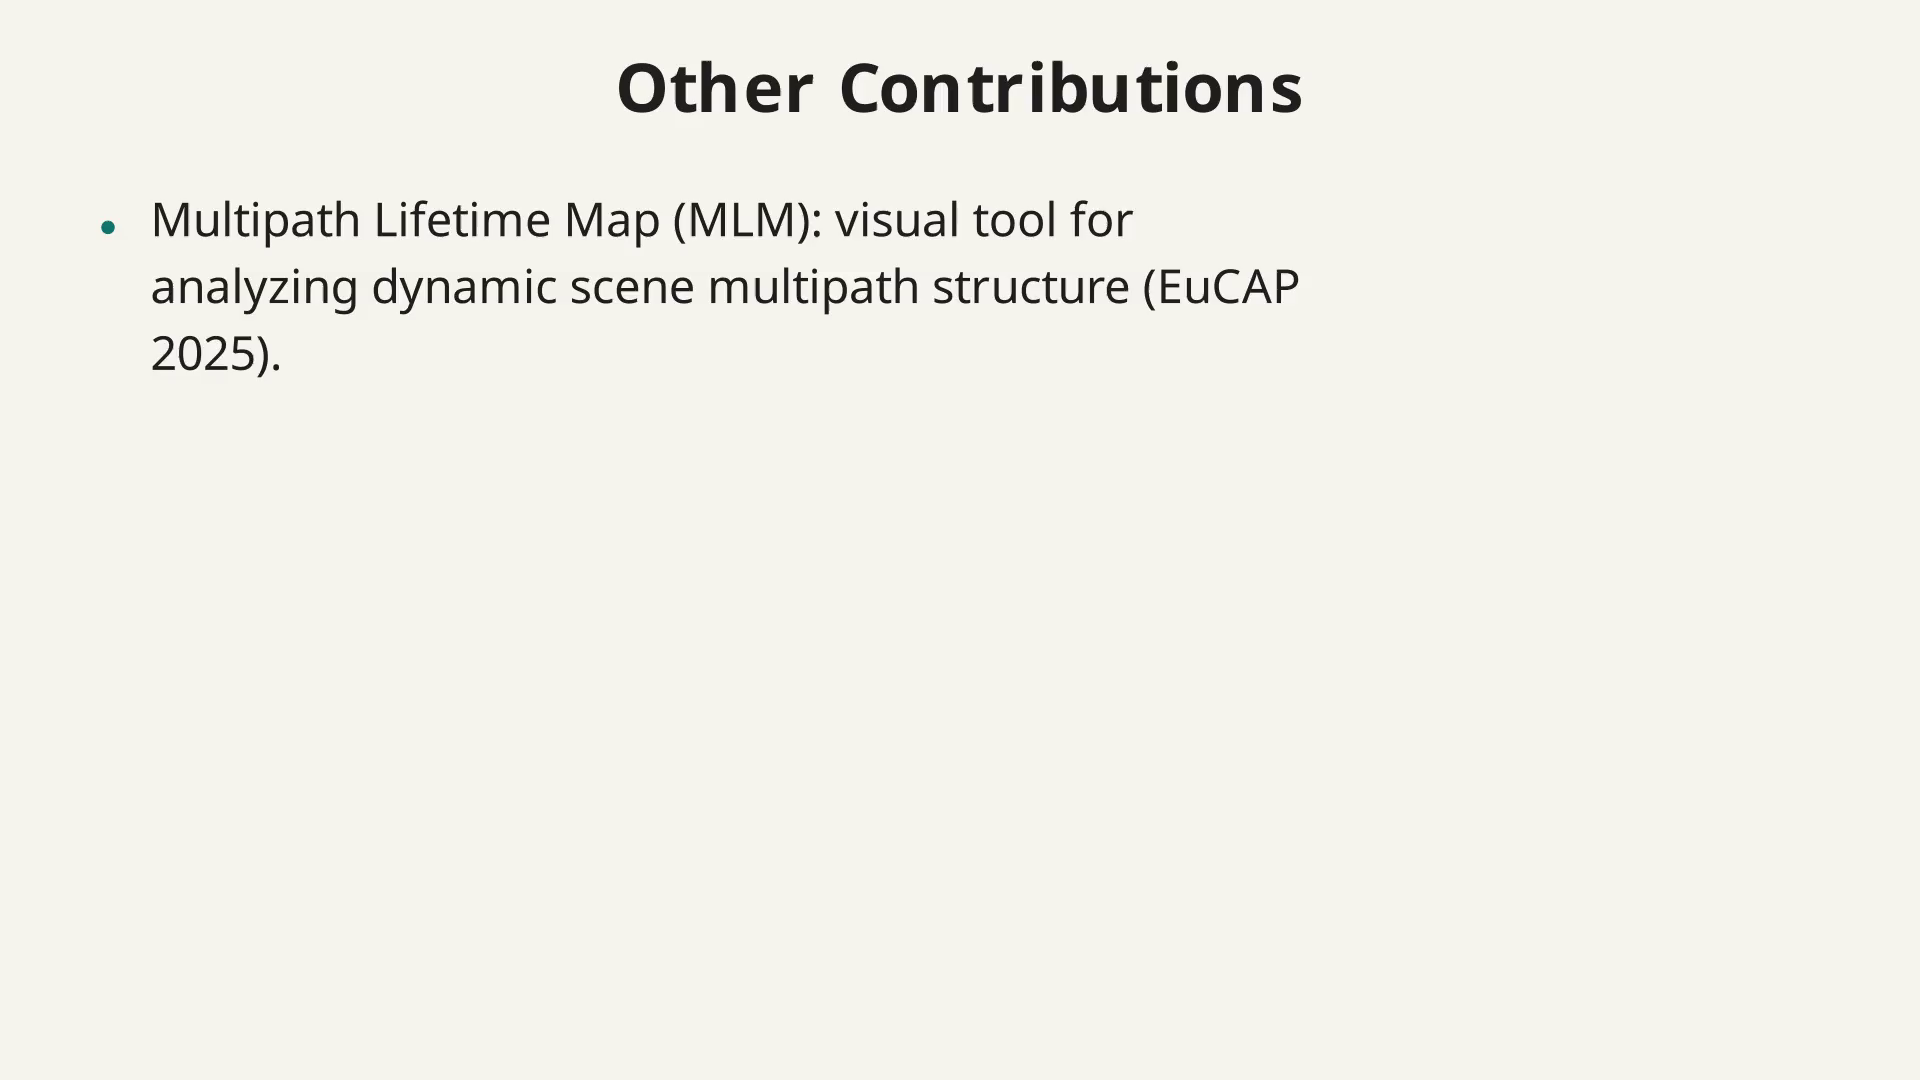 Other Contributions
• Multipath Lifetime Map (MLM): visual tool for
analyzing dynamic scene multipath structure (EuCAP
2025).